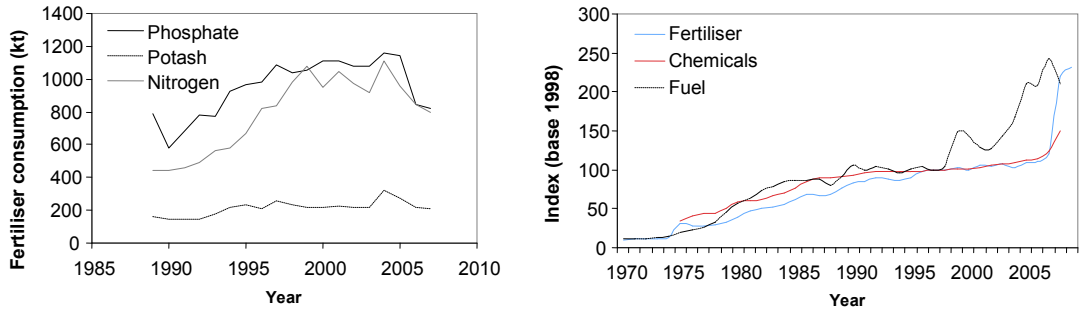 Fertiliser consumption (kt)
1400
1200
1000
800
600
400
200
0
Phosphate
Potash
Nitrogen
1985 1990 1995 2000 2005 2010
Year
Index (base 1998)
300
250
200
150
100
50
0
Fertiliser
Chemicals
Fuel
1970 1975 1980 1985 1990 1995 2000 2005
Year